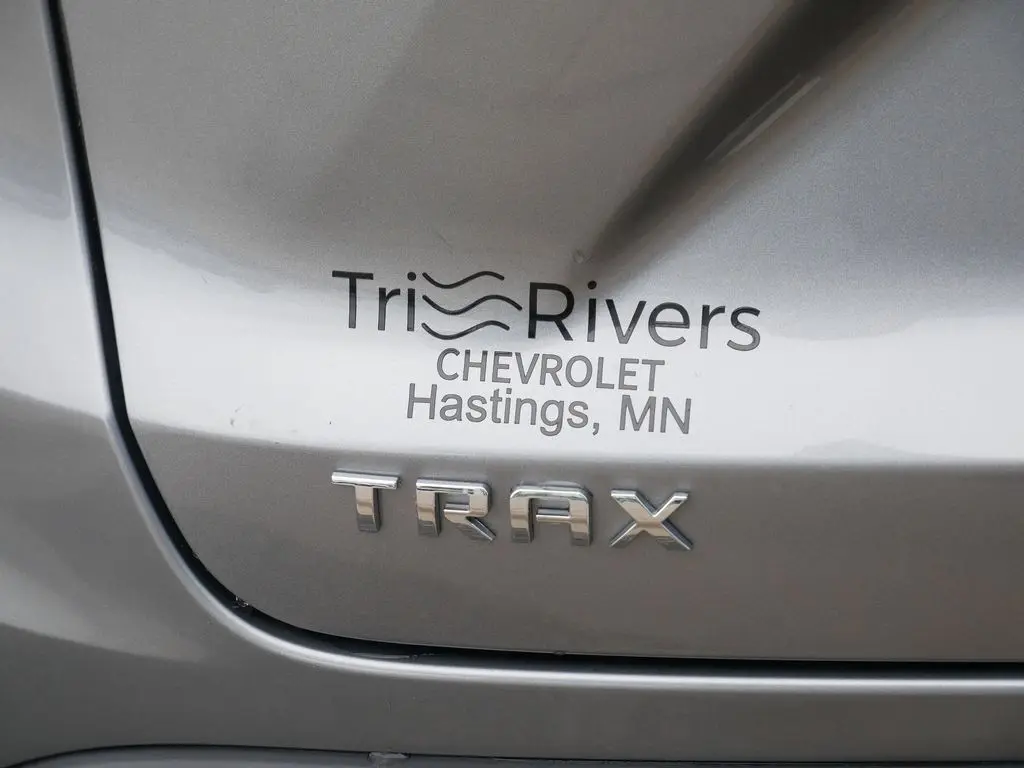 Tri Rivers
CHEVROLET
Hastings, MN
TRAX